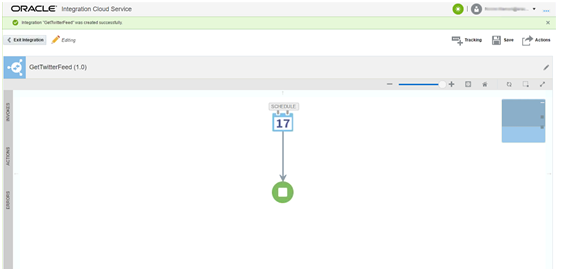 ORACLE Integration Cloud Service
Integration "GetTwitterFeed" was created successfully.
Exit Integration Editing Tracking Save Actions
GetTwitterFeed (1.0)
INVOKES
ACTIONS
ERRORS
SCHEDULE
17